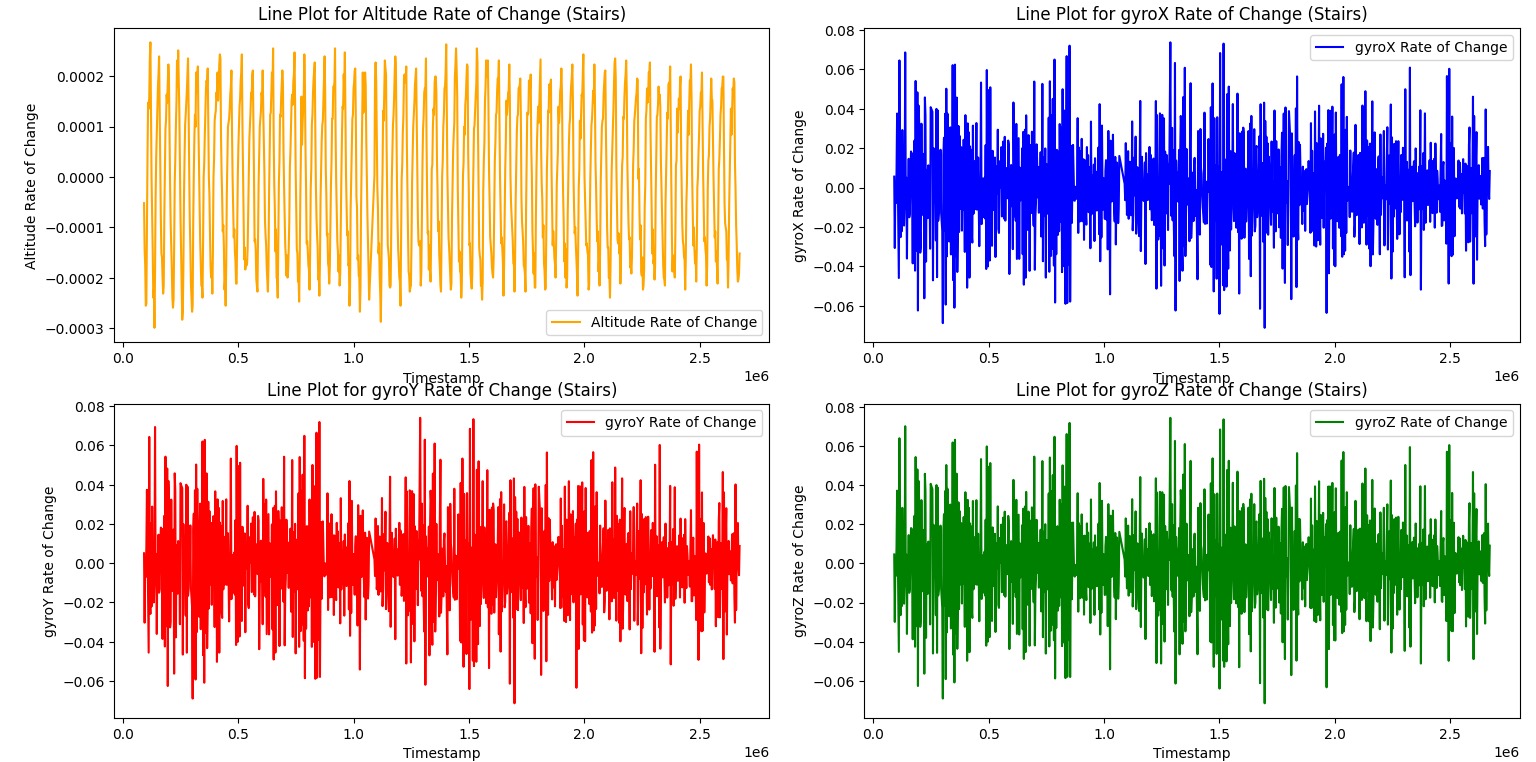 Line Plot for Altitude Rate of Change (Stairs)
Altitude Rate of Change
0.0002
0.0001
0.0000
−0.0001
−0.0002
−0.0003
Altitude Rate of Change
0.0
0.5
1.0
1.5
2.0
2.5
1e6
Timestamp
Line Plot for gyroX Rate of Change (Stairs)
gyroX Rate of Change
0.08
0.06
0.04
0.02
0.00
−0.02
−0.04
−0.06
gyroX Rate of Change
0.0
0.5
1.0
1.5
2.0
2.5
1e6
Timestamp
Line Plot for gyroY Rate of Change (Stairs)
gyroY Rate of Change
0.08
0.06
0.04
0.02
0.00
−0.02
−0.04
−0.06
gyroY Rate of Change
0.0
0.5
1.0
1.5
2.0
2.5
1e6
Timestamp
Line Plot for gyroZ Rate of Change (Stairs)
gyroZ Rate of Change
0.08
0.06
0.04
0.02
0.00
−0.02
−0.04
−0.06
gyroZ Rate of Change
0.0
0.5
1.0
1.5
2.0
2.5
1e6
Timestamp